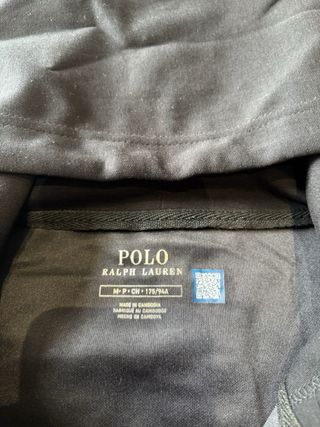 POLO
RALPH LAUREN
M • P • CH • 175/94A
MADE IN CAMBODIA
FABRIQUÉ AU CAMBODGE
HECHO EN CAMBOYA